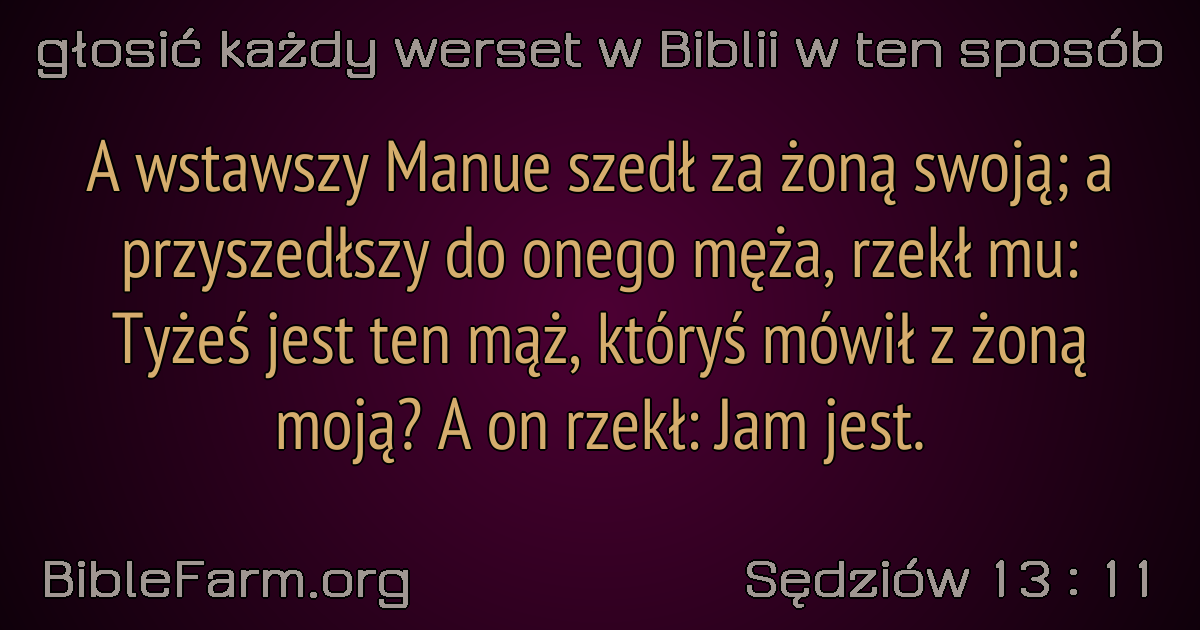 głosić każdy werset w Biblii w ten sposób
A wstawszy Manue szedł za żoną swoją; a
przyszedłszy do onego męża, rzekł mu:
Tyżeś jest ten mąż, któryś mówił z żoną
moją? A on rzekł: Jam jest.
BibleFarm.org
Sędziów 13 : 11